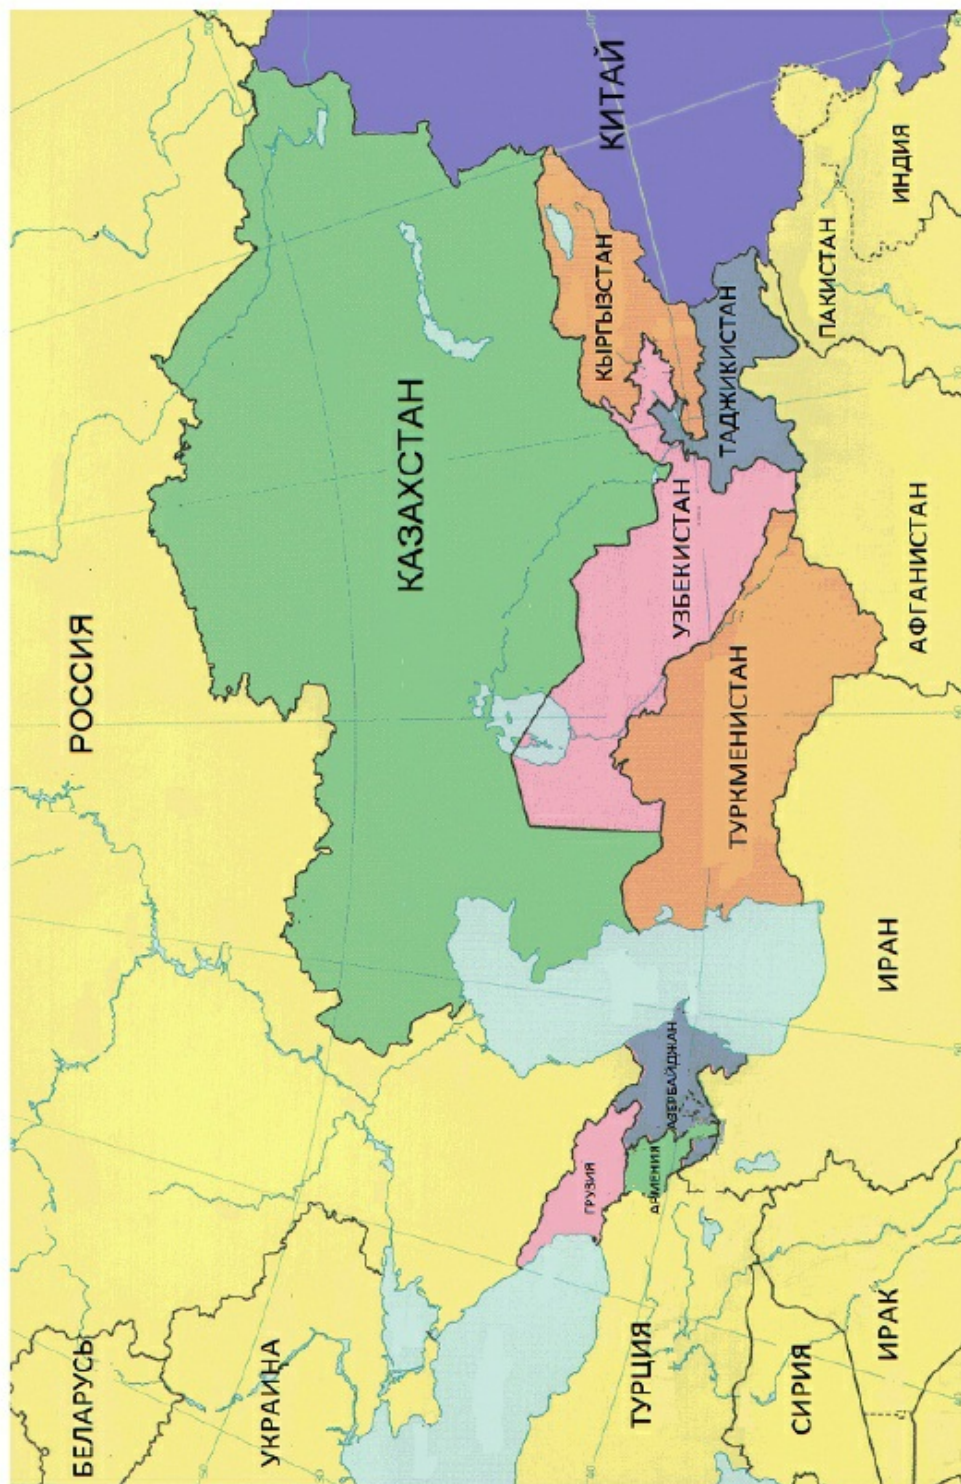 РОССИЯ
БЕЛАРУСЬ
УКРАИНА
КАЗАХСТАН
КИТАЙ
КЫРГЫЗСТАН
УЗБЕКИСТАН
ТАДЖИКИСТАН
ТУРКМЕНИСТАН
ГРУЗИЯ
АРМЕНИЯ
АЗЕРБАЙДЖАН
ТУРЦИЯ
СИРИЯ
ИРАК
ИРАН
АФГАНИСТАН
ПАКИСТАН
ИНДИЯ